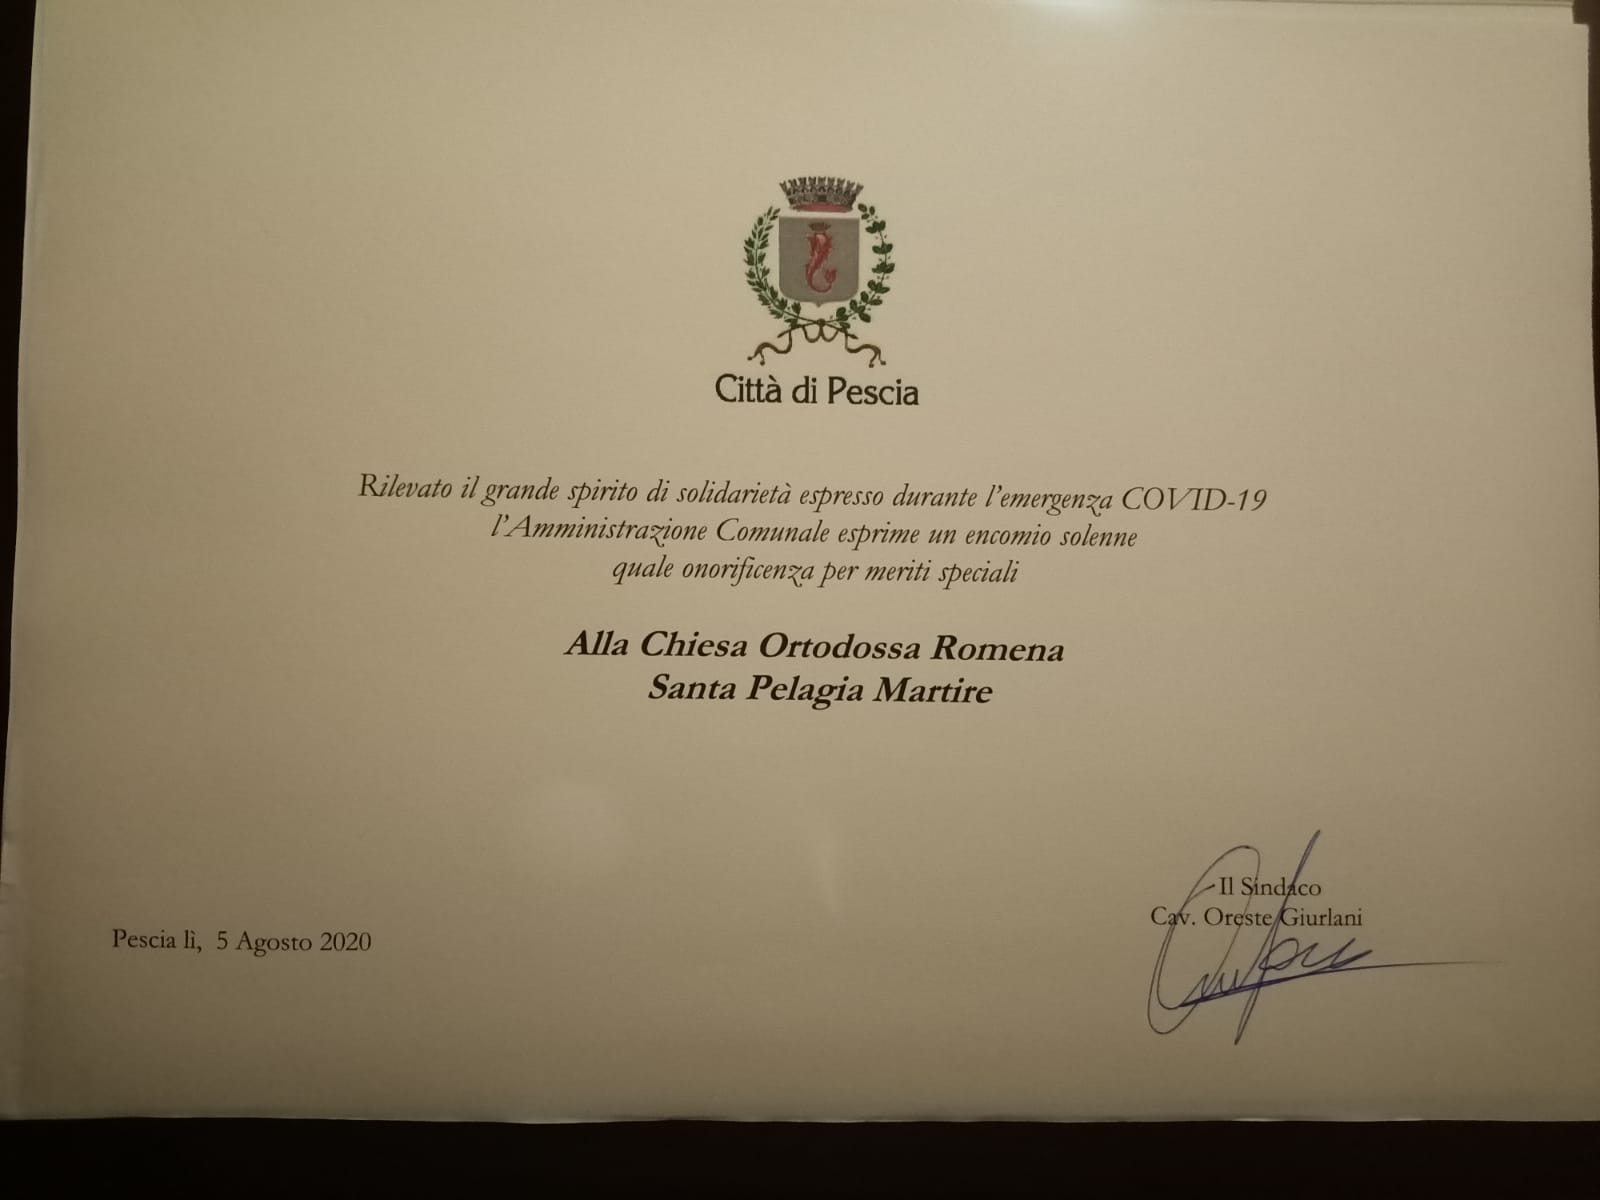 Città di Pescia
Rilevato il grande spirito di solidarietà espresso durante l'emergenza COVID-19
l'Amministrazione Comunale esprime un encomio solenne
quale onorificenza per meriti speciali
Alla Chiesa Ortodossa Romena
Santa Pelagia Martire
Il Sindaco
Cav. Oreste Giurlani
Pescia lì, 5 Agosto 2020